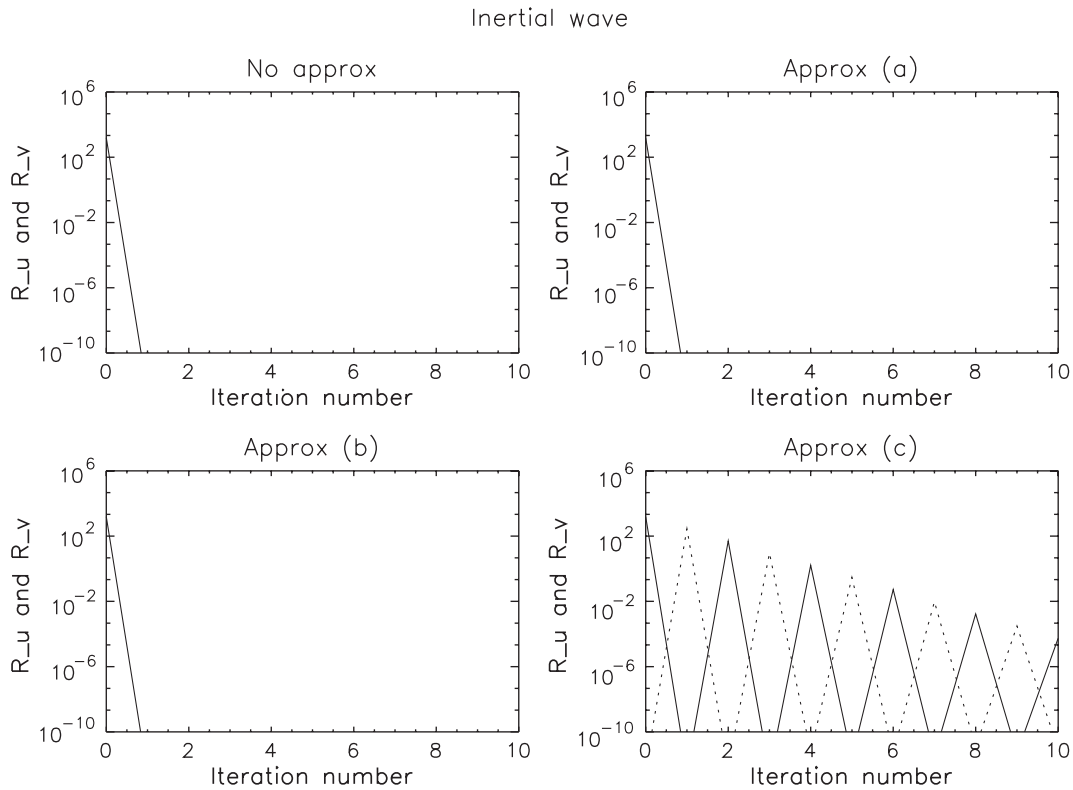 Inertial wave
No approx
10^6
10^2
10^-2
10^-6
10^-10
R_u and R_v
0 2 4 6 8 10
Iteration number
Approx (a)
10^6
10^2
10^-2
10^-6
10^-10
R_u and R_v
0 2 4 6 8 10
Iteration number
Approx (b)
10^6
10^2
10^-2
10^-6
10^-10
R_u and R_v
0 2 4 6 8 10
Iteration number
Approx (c)
10^6
10^2
10^-2
10^-6
10^-10
R_u and R_v
0 2 4 6 8 10
Iteration number